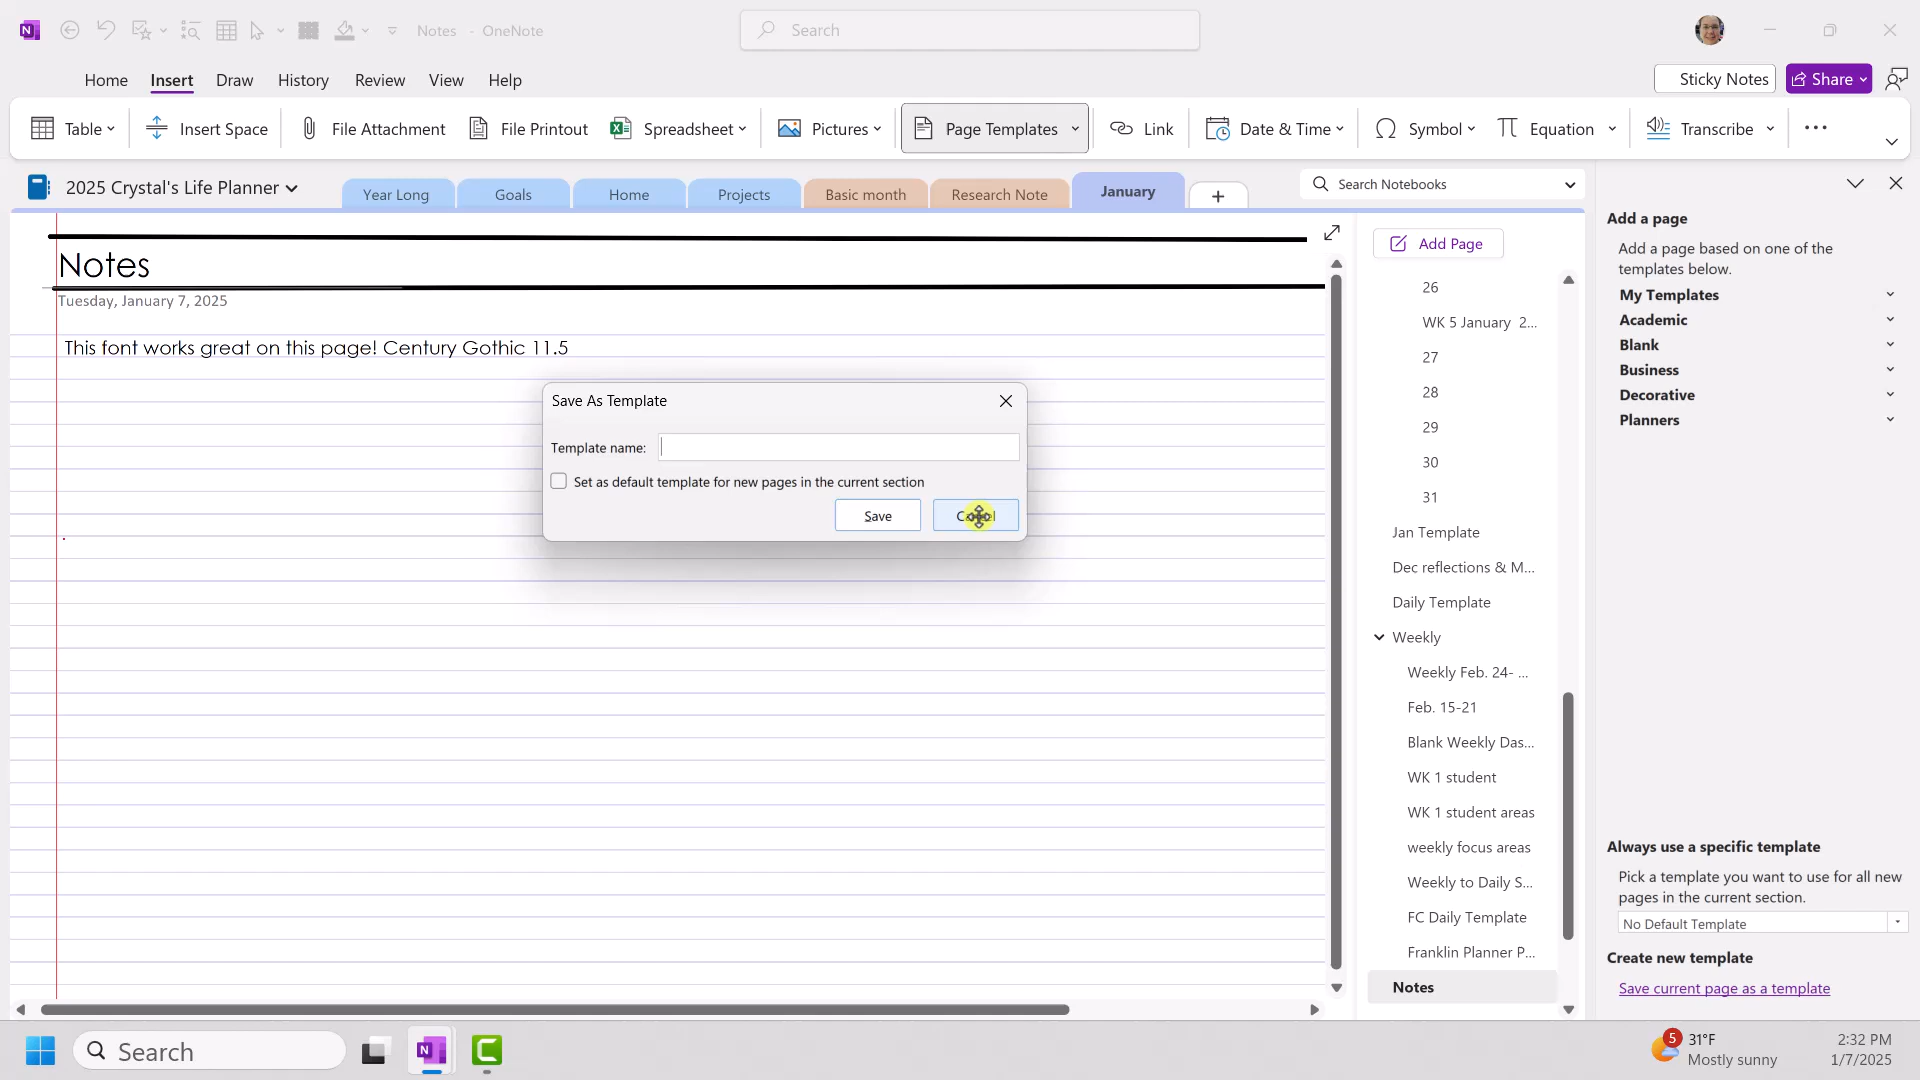 Notes - OneNote
Search
Home Insert Draw History Review View Help
Sticky Notes Share
Table Insert Space File Attachment File Printout Spreadsheet Pictures Page Templates Link Date & Time Symbol Equation Transcribe
2025 Crystal's Life Planner
Year Long Goals Home Projects Basic month Research Note January +
Search Notebooks
Notes
Tuesday, January 7, 2025
This font works great on this page! Century Gothic 11.5
Save As Template
Template name:
Set as default template for new pages in the current section
Save
Add Page
26
WK 5 January 2...
27
28
29
30
31
Jan Template
Dec reflections & M...
Daily Template
Weekly
Weekly Feb. 24- ...
Feb. 15-21
Blank Weekly Das...
WK 1 student
WK 1 student areas
weekly focus areas
Weekly to Daily S...
FC Daily Template
Franklin Planner P...
Notes
Add a page
Add a page based on one of the
templates below.
My Templates
Academic
Blank
Business
Decorative
Planners
Always use a specific template
Pick a template you want to use for all new
pages in the current section.
No Default Template
Create new template
Save current page as a template
Search
5
31°F
Mostly sunny
2:32 PM
1/7/2025